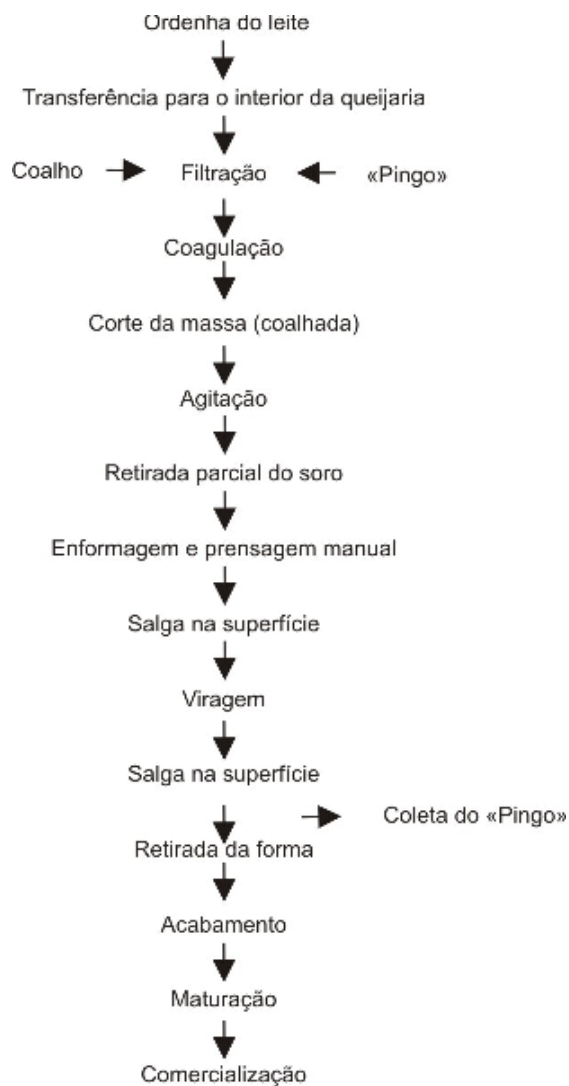 Ordenha do leite
Transferência para o interior da queijaria
Coalho Filtração «Pingo»
Coagulação
Corte da massa (coalhada)
Agitação
Retirada parcial do soro
Enformagem e prensagem manual
Salga na superfície
Viragem
Salga na superfície
Coleta do «Pingo»
Retirada da forma
Acabamento
Maturação
Comercialização